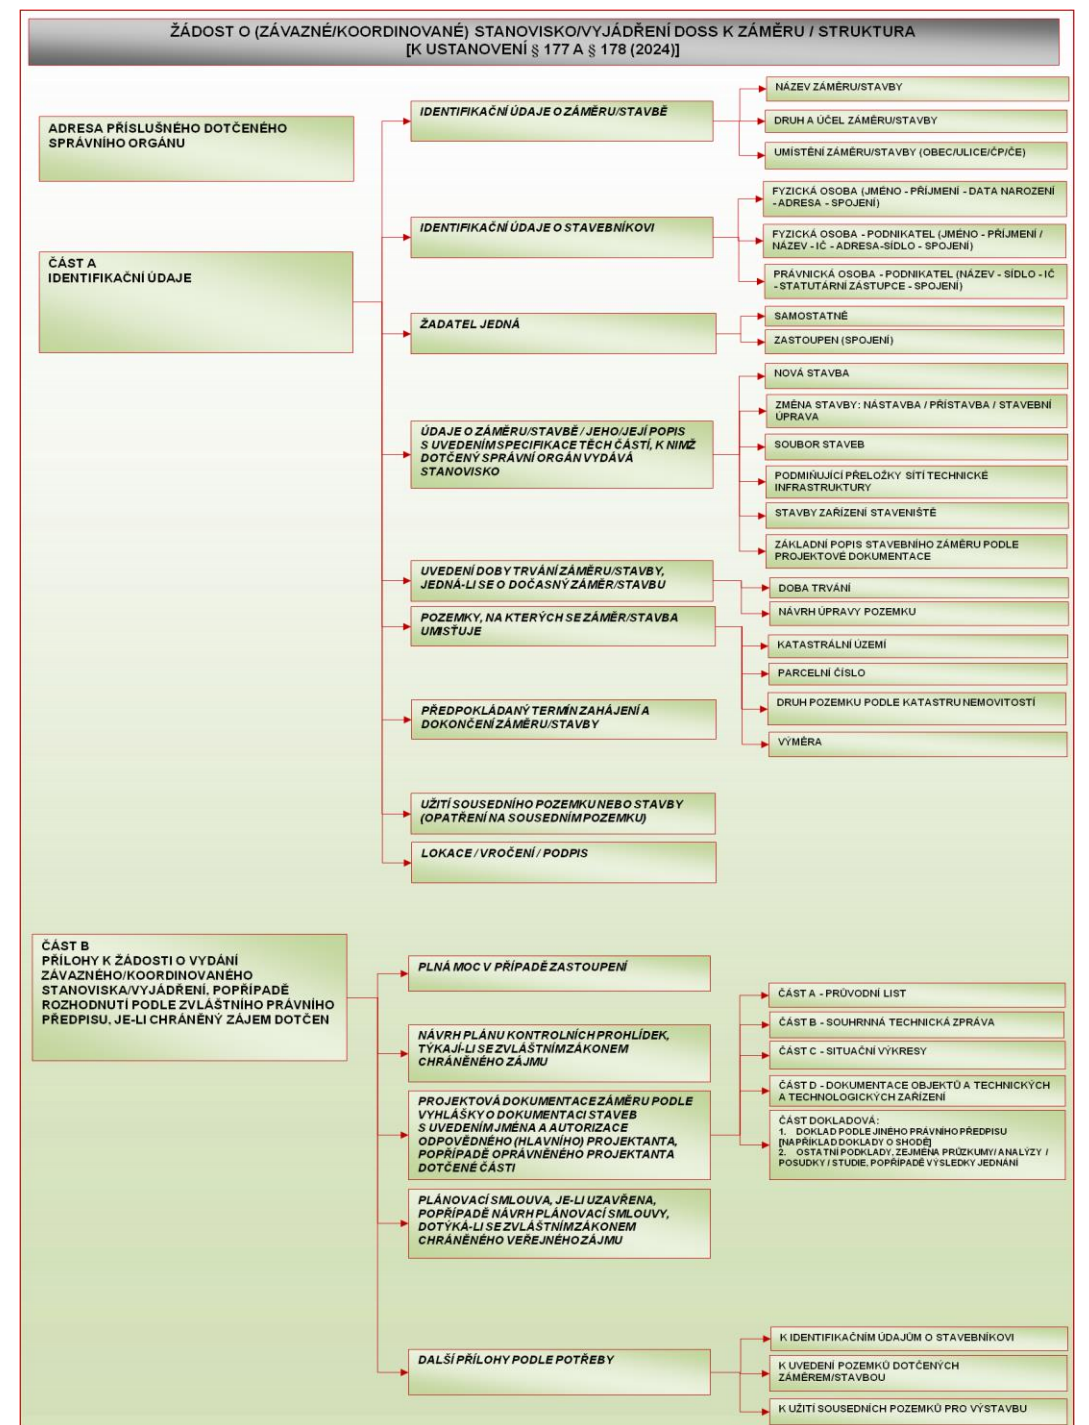 ŽÁDOST O (ZÁVAZNÉ/KOORDINOVANÉ) STANOVISKO/VYJÁDŘENÍ DOSS K ZÁMĚRU / STRUKTURA
[K USTANOVENÍ § 177 A § 178 (2024)]
ADRESA PŘÍSLUŠNÉHO DOTČENÉHO
SPRÁVNÍHO ORGÁNU
ČÁST A
IDENTIFIKAČNÍ ÚDAJE
IDENTIFIKAČNÍ ÚDAJE O ZÁMĚRU/STAVBĚ
NÁZEV ZÁMĚRU/STAVBY
DRUH A ÚČEL ZÁMĚRU/STAVBY
UMÍSTĚNÍ ZÁMĚRU/STAVBY (OBEC/ULICE/ČP/ČE)
IDENTIFIKAČNÍ ÚDAJE O STAVEBNÍKOVI
FYZICKÁ OSOBA (JMÉNO - PŘÍJMENÍ - DATA NAROZENÍ
- ADRESA - SPOJENÍ)
FYZICKÁ OSOBA - PODNIKATEL (JMÉNO - PŘÍJMENÍ /
NÁZEV - IČ - ADRESA-SÍDLO - SPOJENÍ)
PRÁVNICKÁ OSOBA - PODNIKATEL (NÁZEV - SÍDLO - IČ
- STATUTÁRNÍ ZÁSTUPCE - SPOJENÍ)
ŽADATEL JEDNÁ
SAMOSTATNĚ
ZASTOUPEN (SPOJENÍ)
ÚDAJE O ZÁMĚRU/STAVBĚ / JEHO/JEJÍ POPIS
S UVEDENÍM SPECIFIKACE TĚCH ČÁSTÍ, K NIMŽ
DOTČENÝ SPRÁVNÍ ORGÁN VYDÁVÁ
STANOVISKO
NOVÁ STAVBA
ZMĚNA STAVBY: NÁSTAVBA / PŘÍSTAVBA / STAVEBNÍ
ÚPRAVA
SOUBOR STAVEB
PODMIŇUJÍCÍ PŘELOŽKY SÍTÍ TECHNICKÉ
INFRASTRUKTURY
STAVBY ZAŘÍZENÍ STAVENIŠTĚ
ZÁKLADNÍ POPIS STAVEBNÍHO ZÁMĚRU PODLE
PROJEKTOVÉ DOKUMENTACE
UVEDENÍ DOBY TRVÁNÍ ZÁMĚRU/STAVBY,
JEDNÁ-LI SE O DOČASNÝ ZÁMĚR/STAVBU
DOBA TRVÁNÍ
NÁVRH ÚPRAVY POZEMKU
POZEMKY, NA KTERÝCH SE ZÁMĚR/STAVBA
UMISŤUJE
KATASTRÁLNÍ ÚZEMÍ
PARCELNÍ ČÍSLO
DRUH POZEMKU PODLE KATASTRU NEMOVITOSTÍ
VÝMĚRA
PŘEDPOKLÁDANÝ TERMÍN ZAHÁJENÍ A
DOKONČENÍ ZÁMĚRU/STAVBY
UŽITÍ SOUSEDNÍHO POZEMKU NEBO STAVBY
(OPATŘENÍ NA SOUSEDNÍM POZEMKU)
LOKACE / VROČENÍ / PODPIS
ČÁST B
PŘÍLOHY K ŽÁDOSTI O VYDÁNÍ
ZÁVAZNÉHO/KOORDINOVANÉHO
STANOVISKA/VYJÁDŘENÍ, POPŘÍPADĚ
ROZHODNUTÍ PODLE ZVLÁŠTNÍHO PRÁVNÍHO
PŘEDPISU, JE-LI CHRÁNĚNÝ ZÁJEM DOTČEN
PLNÁ MOC V PŘÍPADĚ ZASTOUPENÍ
NÁVRH PLÁNU KONTROLNÍCH PROHLÍDEK,
TÝKAJÍ-LI SE ZVLÁŠTNÍM ZÁKONEM
CHRÁNĚNÉHO ZÁJMU
PROJEKTOVÁ DOKUMENTACE ZÁMĚRU PODLE
VYHLÁŠKY O DOKUMENTACI STAVEB
S UVEDENÍM JMÉNA A AUTORIZACE
ODPOVĚDNÉHO (HLAVNÍHO) PROJEKTANTA,
POPŘÍPADĚ OPRÁVNĚNÉHO PROJEKTANTA
DOTČENÉ ČÁSTI
ČÁST A - PRŮVODNÍ LIST
ČÁST B - SOUHRNNÁ TECHNICKÁ ZPRÁVA
ČÁST C - SITUAČNÍ VÝKRESY
ČÁST D - DOKUMENTACE OBJEKTŮ A TECHNICKÝCH
A TECHNOLOGICKÝCH ZAŘÍZENÍ
ČÁST DOKLADOVÁ:
1. DOKLAD PODLE JINÉHO PRÁVNÍHO PŘEDPISU
[NAPŘÍKLAD DOKLADY O SHODĚ]
2. OSTATNÍ PODKLADY, ZEJMÉNA PRŮZKUMY/ ANALÝZY /
POSUDKY / STUDIE, POPŘÍPADĚ VÝSLEDKY JEDNÁNÍ
PLÁNOVACÍ SMLOUVA, JE-LI UZAVŘENA,
POPŘÍPADĚ NÁVRH PLÁNOVACÍ SMLOUVY,
DOTÝKÁ-LI SE ZVLÁŠTNÍM ZÁKONEM
CHRÁNĚNÉHO VEŘEJNÉHO ZÁJMU
DALŠÍ PŘÍLOHY PODLE POTŘEBY
K IDENTIFIKAČNÍM ÚDAJŮM O STAVEBNÍKOVI
K UVEDENÍ POZEMKŮ DOTČENÝCH
ZÁMĚREM/STAVBOU
K UŽITÍ SOUSEDNÍCH POZEMKŮ PRO VÝSTAVBU